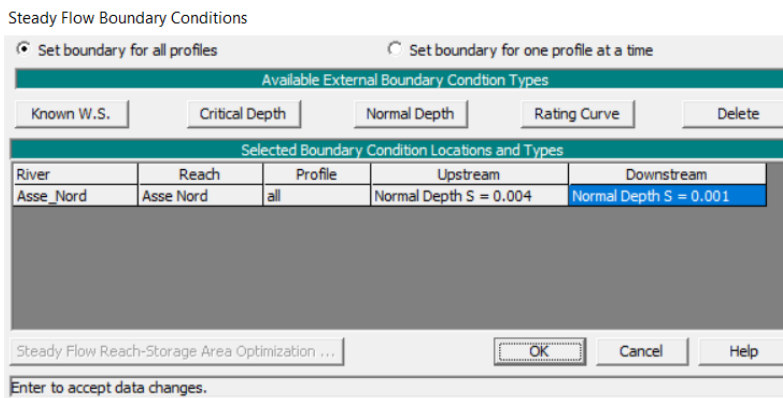 Steady Flow Boundary Conditions
Set boundary for all profiles Set boundary for one profile at a time
Available External Boundary Condtion Types
Known W.S. Critical Depth Normal Depth Rating Curve Delete
Selected Boundary Condition Locations and Types
River Reach Profile Upstream Downstream
Asse_Nord Asse Nord all Normal Depth S = 0.004 Normal Depth S = 0.001
Steady Flow Reach-Storage Area Optimization ... OK Cancel Help
Enter to accept data changes.